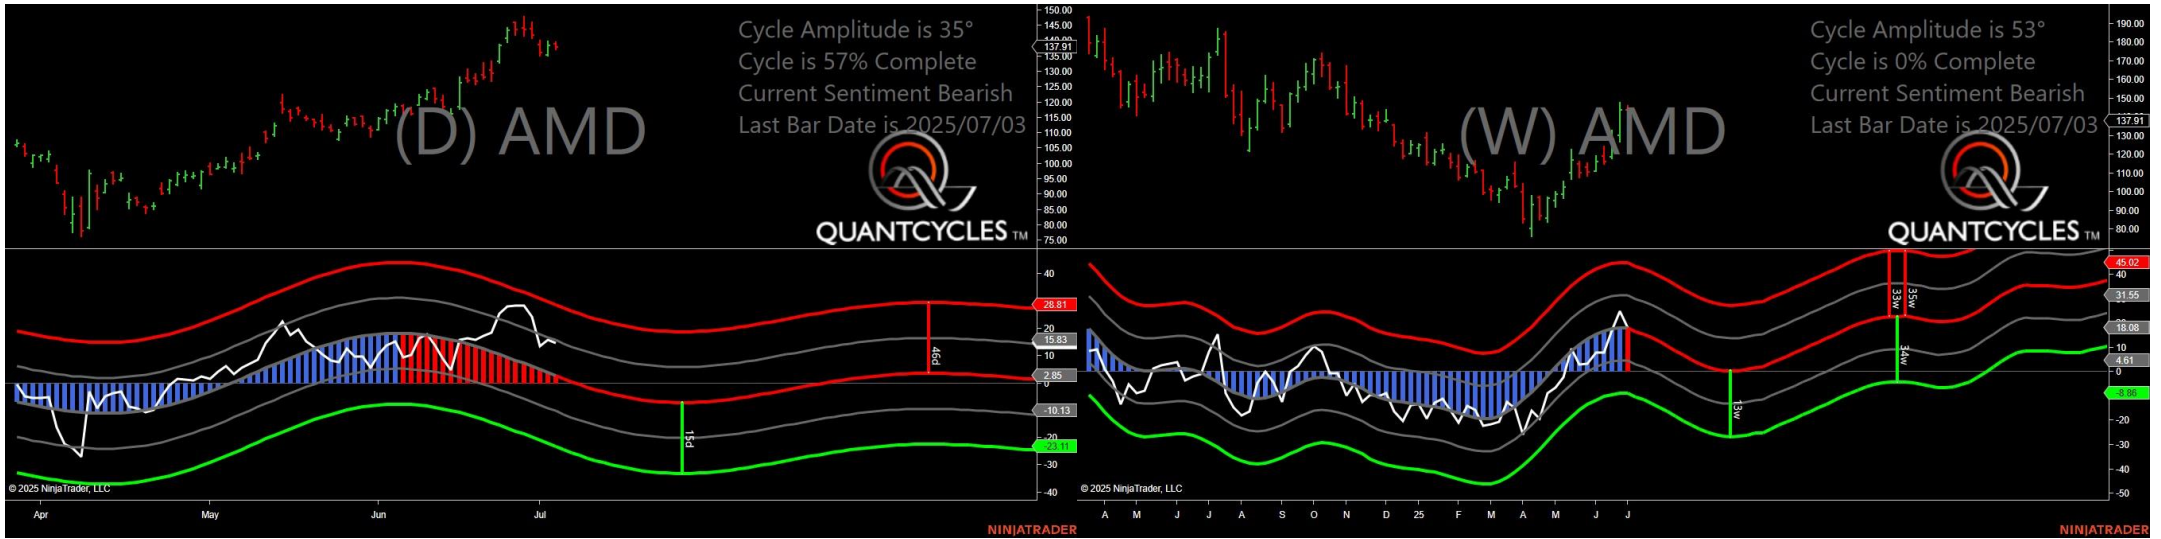 Cycle Amplitude is 35°
Cycle is 57% Complete
Current Sentiment Bearish
Last Bar Date is 2025/07/03
(D) AMD
QUANTCYCLES TM
150.00
145.00
137.91
135.00
130.00
125.00
120.00
115.00
110.00
105.00
100.00
95.00
90.00
85.00
80.00
75.00
40
28.81
20
15.83
10
2.85
0
-10.13
-23.11
-30
-40
46d
15d
© 2025 NinjaTrader, LLC
Apr May Jun Jul
NINJATRADER
Cycle Amplitude is 53°
Cycle is 0% Complete
Current Sentiment Bearish
Last Bar Date is 2025/07/03
(W) AMD
QUANTCYCLES TM
190.00
180.00
170.00
160.00
150.00
137.91
130.00
120.00
110.00
100.00
90.00
80.00
45.02
40
31.55
18.08
10
4.61
0
-8.86
-20
-30
-40
-50
33w
35w
34w
13w
© 2025 NinjaTrader, LLC
A M J J A S O N D 25 F M A M J J
NINJATRADER